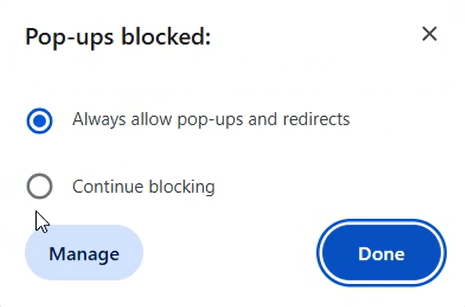 Pop-ups blocked:
Always allow pop-ups and redirects
Continue blocking
Manage
Done